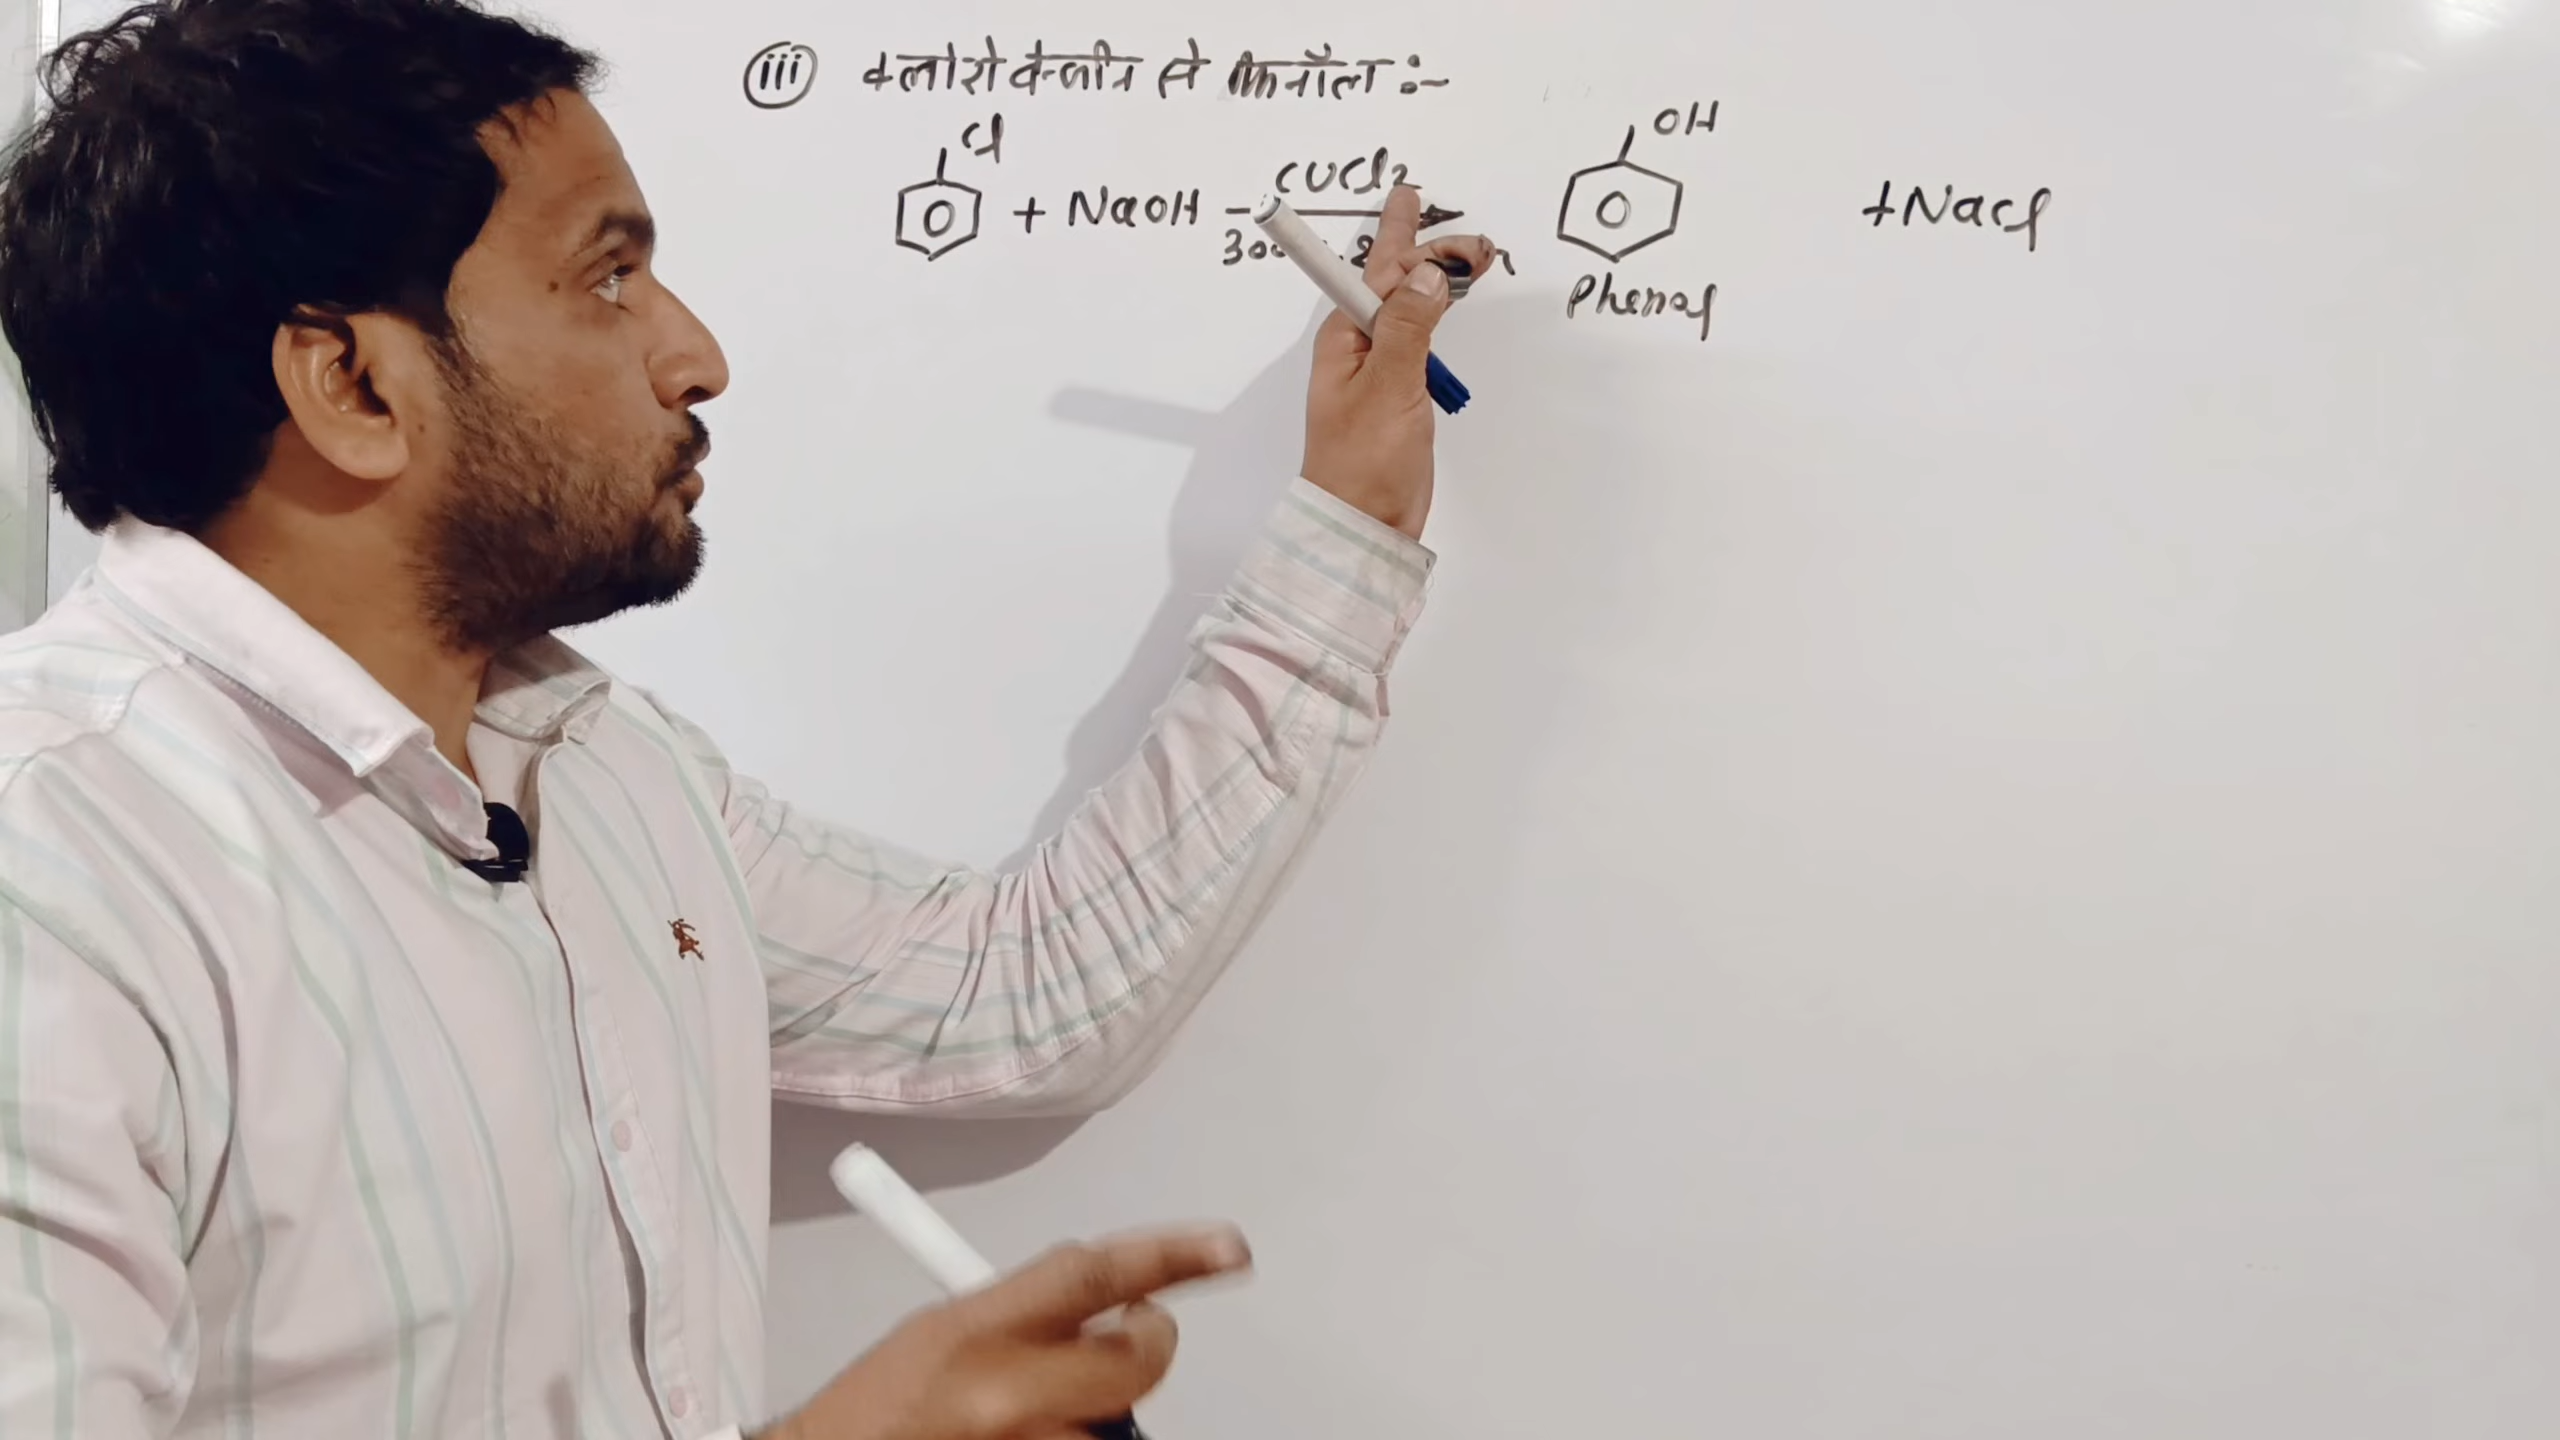 (iii) क्लोरो बेन्जीन से फिनॉल :-
Cl
OH
CUCl2
+ NaOH
+NaCl
Phenol